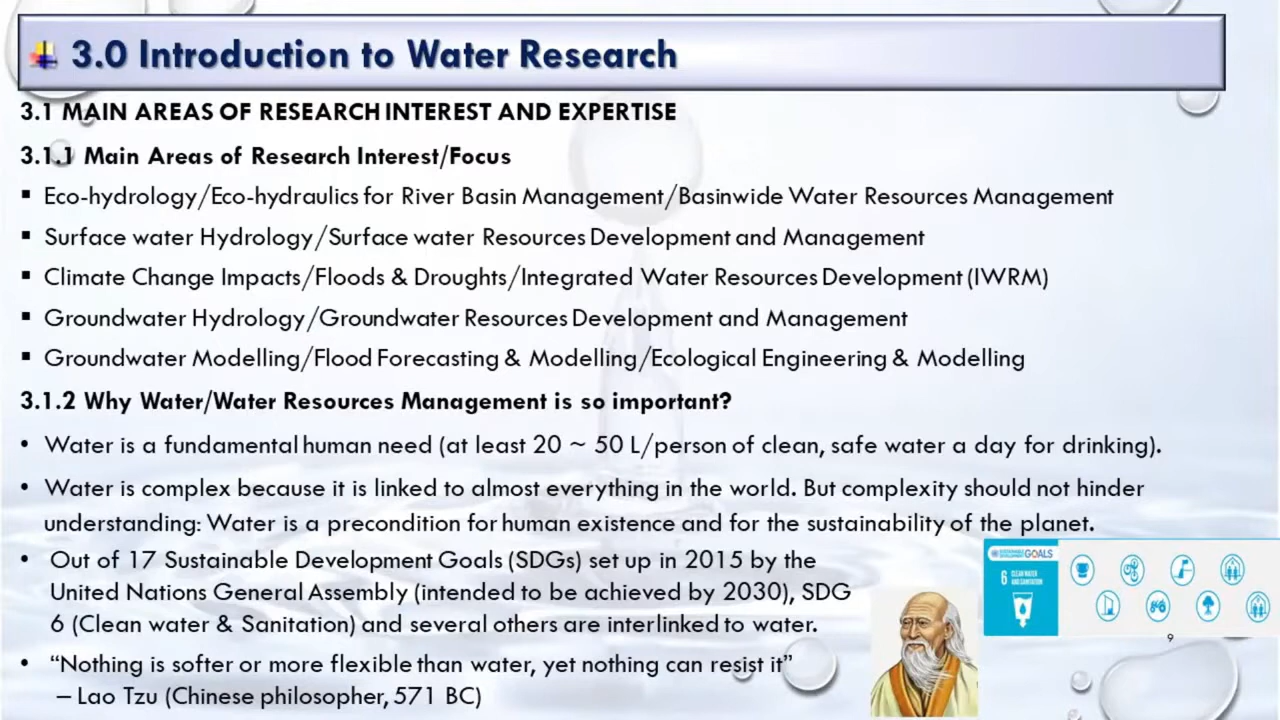 3.0 Introduction to Water Research
3.1 MAIN AREAS OF RESEARCH INTEREST AND EXPERTISE
3.1.1 Main Areas of Research Interest/Focus
▪ Eco-hydrology/Eco-hydraulics for River Basin Management/Basinwide Water Resources Management
▪ Surface water Hydrology/Surface water Resources Development and Management
▪ Climate Change Impacts/Floods & Droughts/Integrated Water Resources Development (IWRM)
▪ Groundwater Hydrology/Groundwater Resources Development and Management
▪ Groundwater Modelling/Flood Forecasting & Modelling/Ecological Engineering & Modelling
3.1.2 Why Water/Water Resources Management is so important?
• Water is a fundamental human need (at least 20 ~ 50 L/person of clean, safe water a day for drinking).
• Water is complex because it is linked to almost everything in the world. But complexity should not hinder
understanding: Water is a precondition for human existence and for the sustainability of the planet.
• Out of 17 Sustainable Development Goals (SDGs) set up in 2015 by the
United Nations General Assembly (intended to be achieved by 2030), SDG
6 (Clean water & Sanitation) and several others are interlinked to water.
• “Nothing is softer or more flexible than water, yet nothing can resist it”
– Lao Tzu (Chinese philosopher, 571 BC)
GOALS
6 CLEAN WATER
AND SANITATION
9